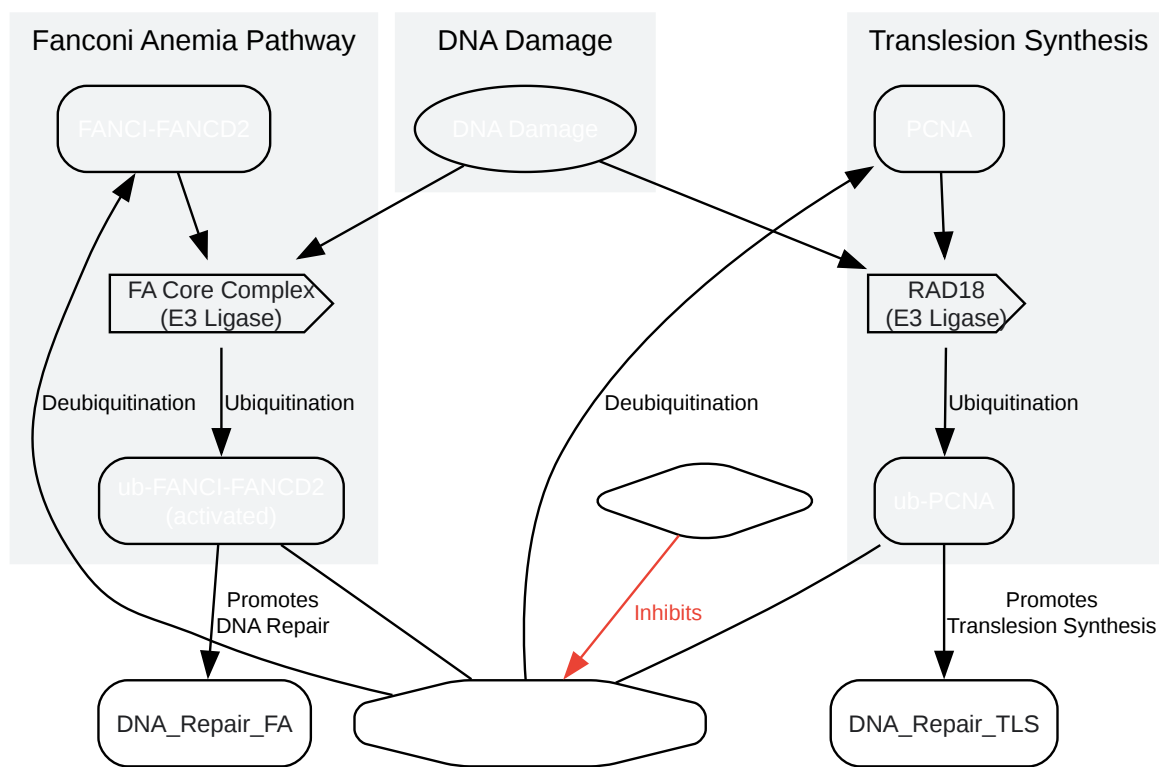 Fanconi Anemia Pathway
DNA Damage
Translesion Synthesis
FANCI-FANCD2
DNA Damage
PCNA
FA Core Complex
(E3 Ligase)
RAD18
(E3 Ligase)
Deubiquitination
Ubiquitination
Deubiquitination
Ubiquitination
ub-FANCI-FANCD2
(activated)
ub-PCNA
Promotes
DNA Repair
Inhibits
Promotes
Translesion Synthesis
DNA_Repair_FA
DNA_Repair_TLS